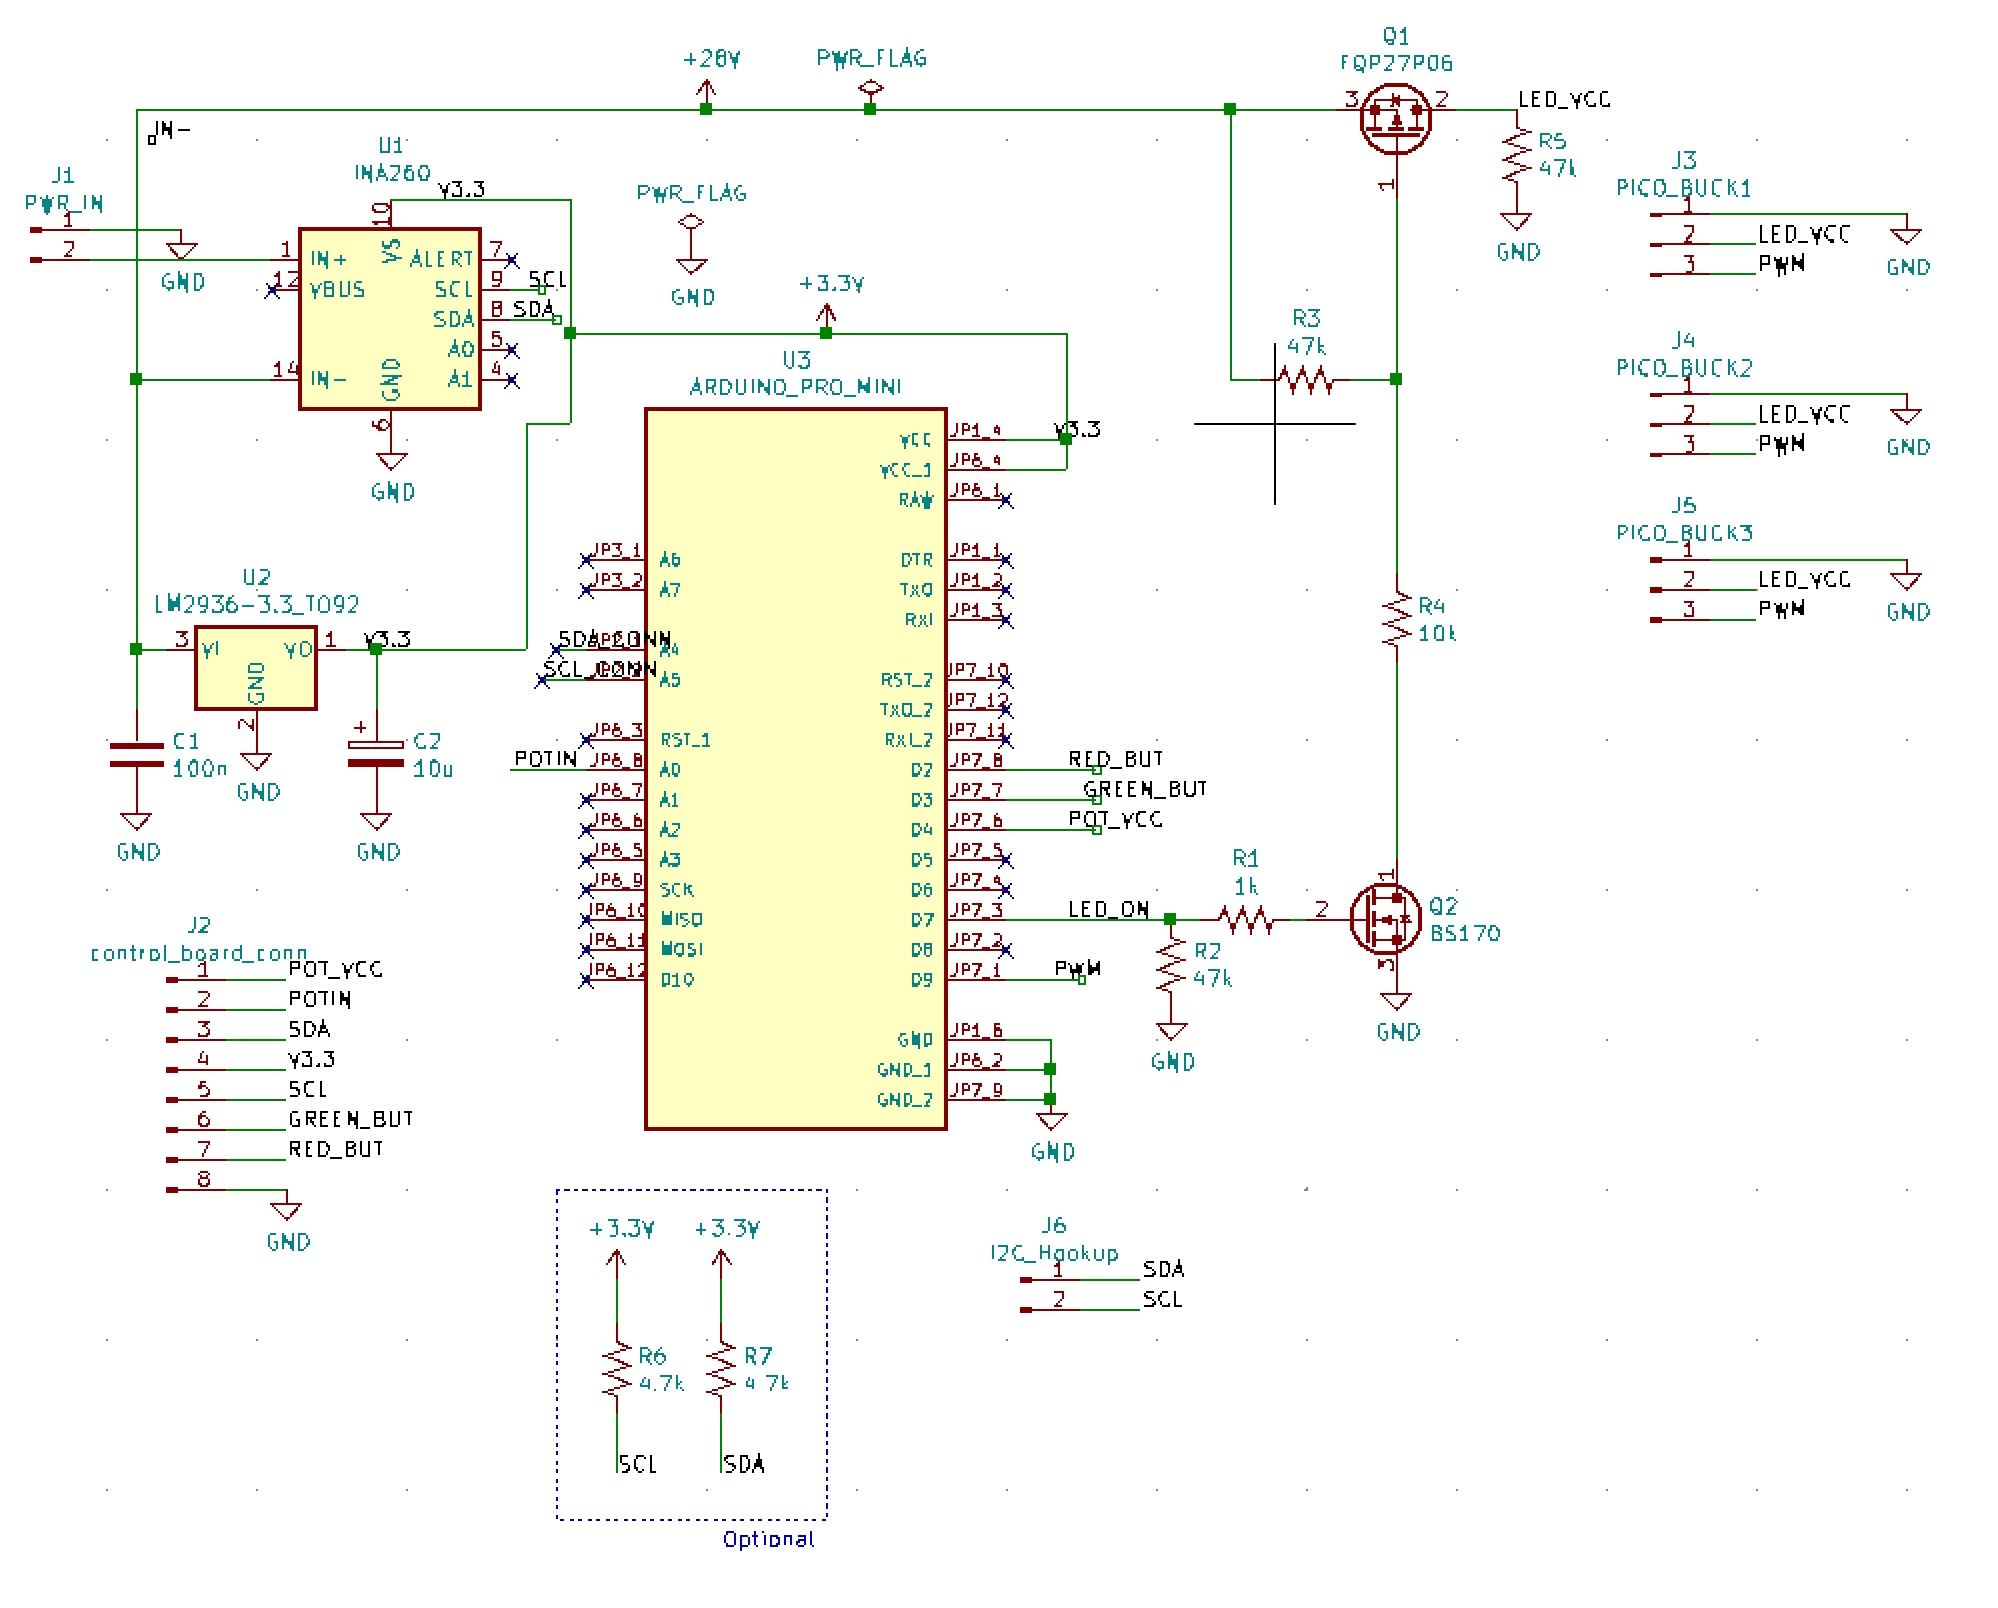 Q1
FQP27P06
+28V
PWR_FLAG
3
2
LED_VCC
IN-
1
R5
47k
GND
U1
INA260
V3.3
10
J1
PWR_IN
1
2
GND
1
IN+
VS
ALERT
7
12
VBUS
SCL
9
SCL
SDA
8
SDA
A0
5
14
IN-
GND
A1
4
6
GND
PWR_FLAG
GND
+3.3V
J3
PICO_BUCK1
1
2
LED_VCC
3
PWM
GND
J4
PICO_BUCK2
1
2
LED_VCC
3
PWM
GND
J5
PICO_BUCK3
1
2
LED_VCC
3
PWM
GND
R3
47k
U3
ARDUINO_PRO_MINI
VCC
JP1_4
V3.3
VCC_1
JP6_4
RAW
JP6_1
JP3_1
A6
DTR
JP1_1
JP3_2
A7
TXO
JP1_2
RXI
JP1_3
SDA_CONN
A4
SCL_CONN
A5
RST_2
JP7_10
TXO_2
JP7_12
JP6_3
RST_1
RXI_2
JP7_11
POTIN
JP6_8
A0
D2
JP7_8
RED_BUT
JP6_7
A1
D3
JP7_7
GREEN_BUT
JP6_6
A2
D4
JP7_6
POT_VCC
JP6_5
A3
D5
JP7_5
JP6_9
SCK
D6
JP7_4
JP6_10
MISO
D7
JP7_3
LED_ON
JP6_11
MOSI
D8
JP7_2
JP6_12
D10
D9
JP7_1
PWM
GND
JP1_5
GND_1
JP6_2
GND_2
JP7_9
GND
R4
10k
R1
1k
2
1
Q2
BS170
3
GND
R2
47k
GND
U2
LM2936-3.3_TO92
3
VI
VO
1
V3.3
GND
2
GND
C1
100n
GND
+
C2
10u
GND
J2
control_board_conn
1
POT_VCC
2
POTIN
3
SDA
4
V3.3
5
SCL
6
GREEN_BUT
7
RED_BUT
8
GND
+3.3V
+3.3V
R6
4.7k
R7
4.7k
SCL
SDA
Optional
J6
I2C_Hookup
1
SDA
2
SCL